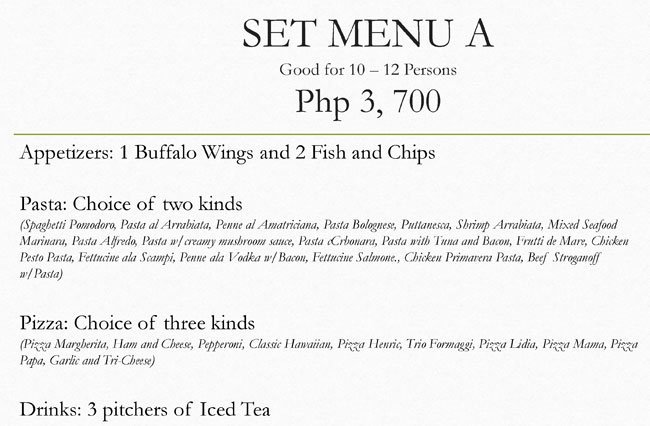 SET MENU A
Good for 10 – 12 Persons
Php 3, 700
Appetizers: 1 Buffalo Wings and 2 Fish and Chips
Pasta: Choice of two kinds
(Spaghetti Pomodoro, Pasta al Arrabiata, Penne al Amatriciana, Pasta Bolognese, Puttanesca, Shrimp Arrabiata, Mixed Seafood
Marinara, Pasta Alfredo, Pasta w/creamy mushroom sauce, Pasta cCrbonara, Pasta with Tuna and Bacon, Frutti de Mare, Chicken
Pesto Pasta, Fettucine ala Scampi, Penne ala Vodka w/Bacon, Fettucine Salmone., Chicken Primavera Pasta, Beef Stroganoff
w/Pasta)
Pizza: Choice of three kinds
(Pizza Margherita, Ham and Cheese, Pepperoni, Classic Hawaiian, Pizza Henric, Trio Formaggi, Pizza Lidia, Pizza Mama, Pizza
Papa, Garlic and Tri-Cheese)
Drinks: 3 pitchers of Iced Tea